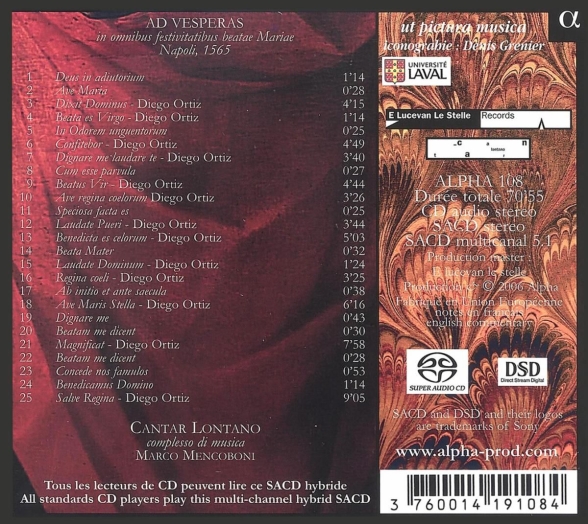 AD VESPERAS
in omnibus festivitatibus beatae Mariae
Napoli, 1565
1 Deus in adiutorium 1'14
2 Ave Maria 0'28
3 Dixit Dominus - Diego Ortiz 4'15
4 Beata es Virgo - Diego Ortiz 1'14
5 In Odorem unguentorum 0'25
6 Confitebor - Diego Ortiz 4'49
7 Dignare me laudare te - Diego Ortiz 3'40
8 Cum esse parvula 0'27
9 Beatus Vir - Diego Ortiz 4'44
10 Ave regina coelorum Diego Ortiz 3'26
11 Speciosa facta es 0'25
12 Laudate Pueri - Diego Ortiz 3'44
13 Benedicta es celorum - Diego Ortiz 5'03
14 Beata Mater 0'32
15 Laudate Dominum - Diego Ortiz 1'24
16 Regina coeli - Diego Ortiz 3'25
17 Ab initio et ante saecula 0'38
18 Ave Maris Stella - Diego Ortiz 6'16
19 Dignare me 0'43
20 Beatam me dicent 0'30
21 Magnificat - Diego Ortiz 7'58
22 Beatam me dicent 0'28
23 Concede nos famulos 0'53
24 Benedicamus Domino 1'14
25 Salve Regina - Diego Ortiz 9'05
CANTAR LONTANO
complesso di musica
MARCO MENCOBONI
Tous les lecteurs de CD peuvent lire ce SACD hybride
All standards CD players play this multi-channel hybrid SACD
α
ut pictura musica
iconograhie : Denis Grenier
UNIVERSITÉ
LAVAL
E Lucevan Le Stelle Records
c a n
lontano
t a r
ALPHA 108
Durée totale 70'55
CD audio stereo
SACD stereo
SACD multicanal 5.1
Production master :
E lucevan le stelle
© 2006 Alpha
Fabriqué en Union Européenne
notes en français
english commentary
SUPER AUDIO CD
DSD
Direct Stream Digital
SACD and DSD and their logos
are trademarks of Sony
www.alpha-prod.com
3 760014 191084